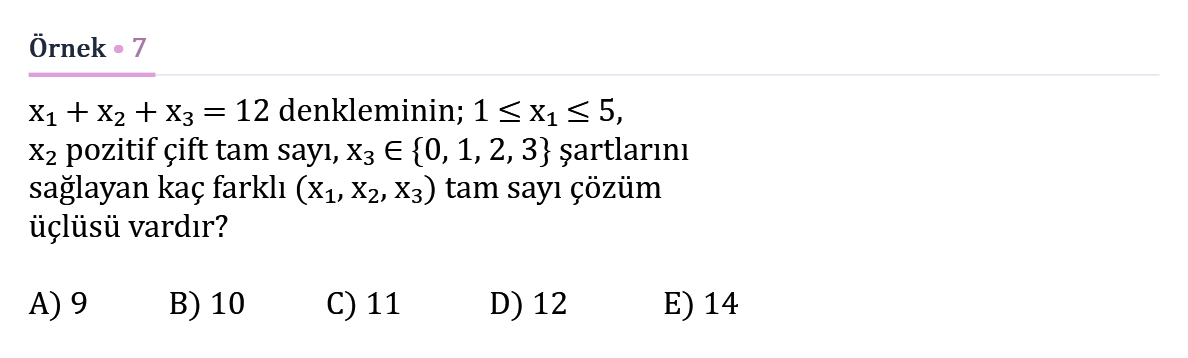 Örnek • 7
x₁ + x₂ + x₃ = 12 denkleminin; 1 ≤ x₁ ≤ 5,
x₂ pozitif çift tam sayı, x₃ ∈ {0, 1, 2, 3} şartlarını
sağlayan kaç farklı (x₁, x₂, x₃) tam sayı çözüm
üçlüsü vardır?
A) 9 B) 10 C) 11 D) 12 E) 14